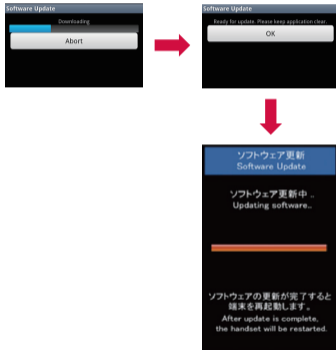 Software Update
Downloading
Abort
Software Update
Ready for update. Please keep application clear.
OK
ソフトウェア更新
Software Update
ソフトウェア更新中..
Updating software..
ソフトウェアの更新が完了すると
端末を再起動します。
After update is complete,
the handset will be restarted.